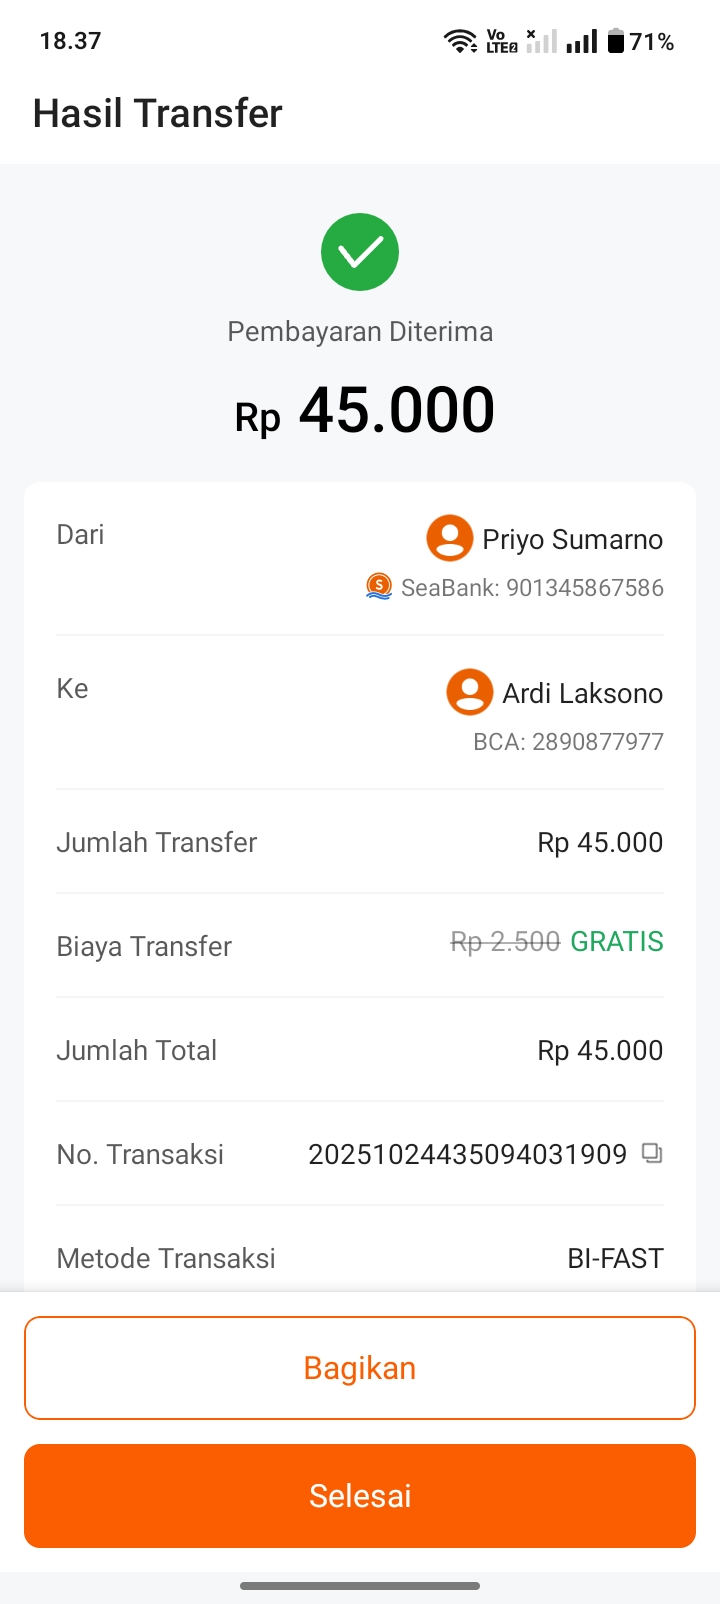 18.37
Vo LTE2 71%
Hasil Transfer
Pembayaran Diterima
Rp 45.000
Dari Priyo Sumarno
SeaBank: 901345867586
Ke Ardi Laksono
BCA: 2890877977
Jumlah Transfer Rp 45.000
Biaya Transfer Rp 2.500 GRATIS
Jumlah Total Rp 45.000
No. Transaksi 20251024435094031909
Metode Transaksi BI-FAST
Bagikan
Selesai